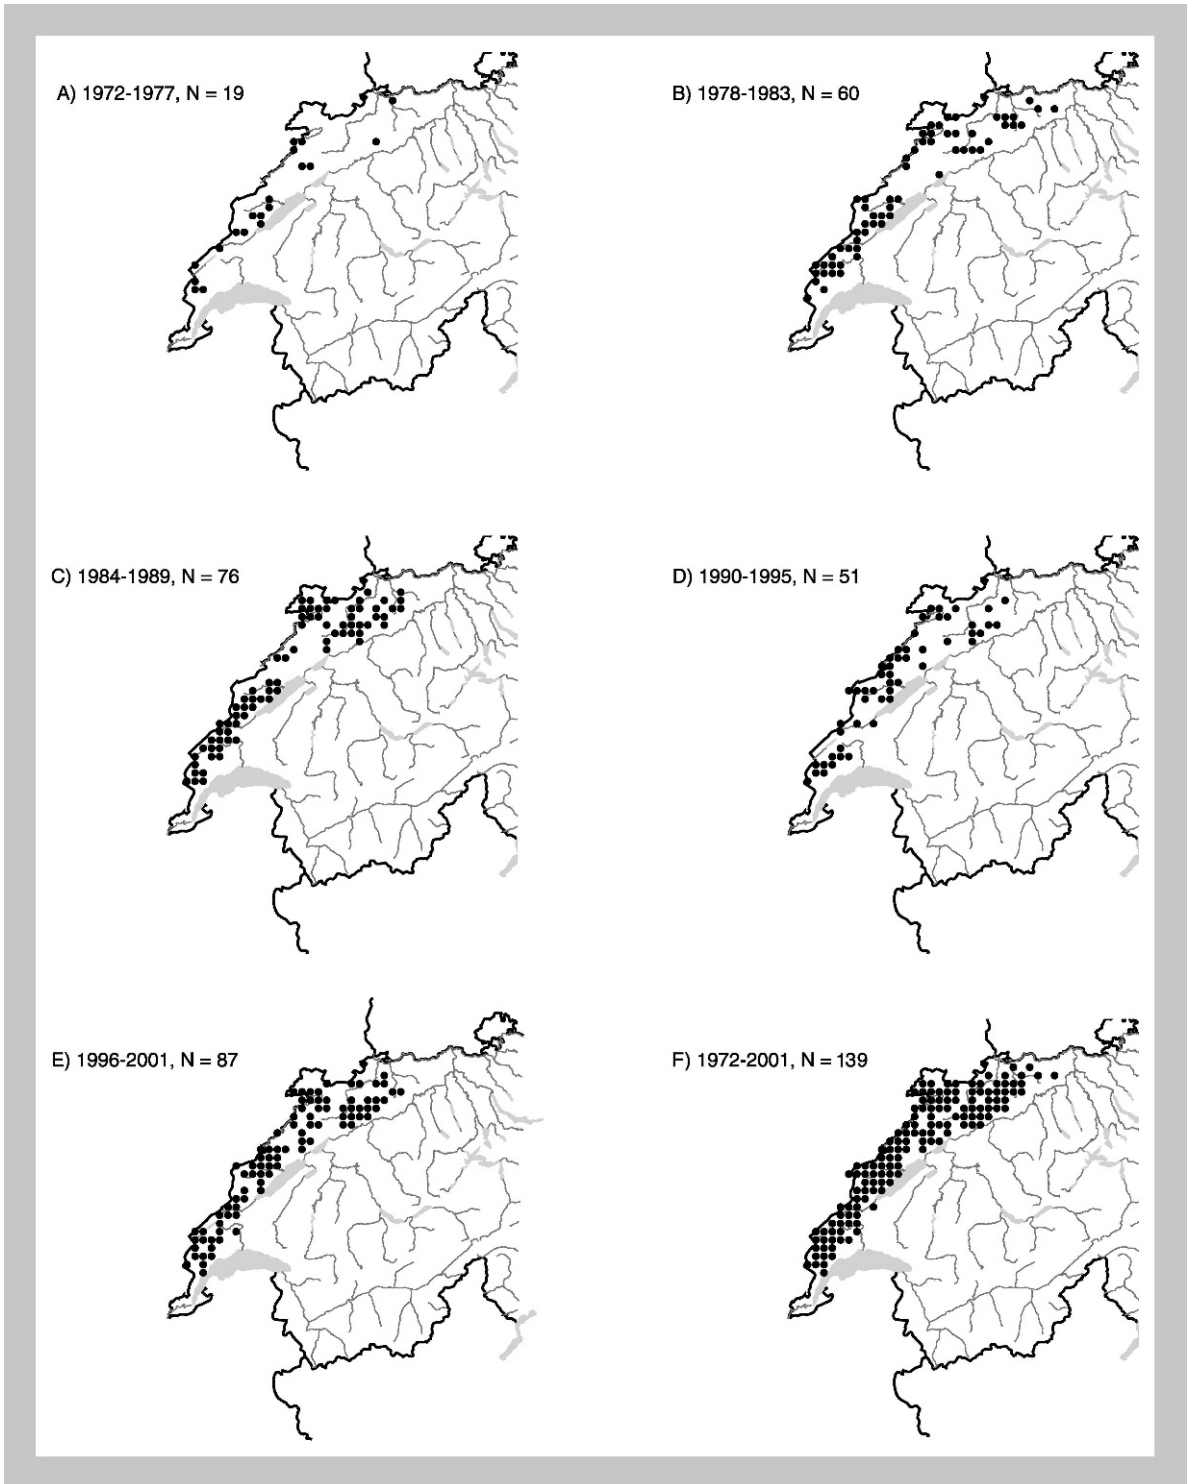 A) 1972-1977, N = 19
B) 1978-1983, N = 60
C) 1984-1989, N = 76
D) 1990-1995, N = 51
E) 1996-2001, N = 87
F) 1972-2001, N = 139